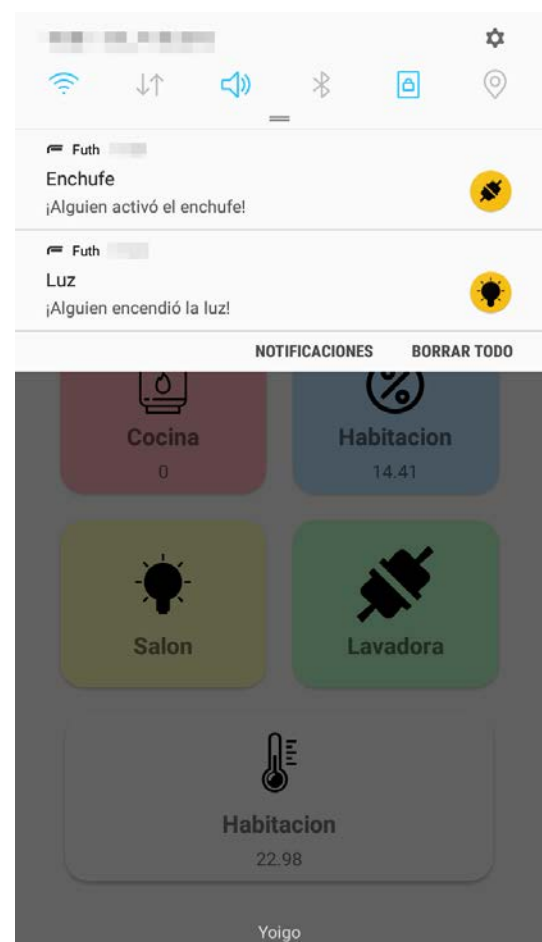 Futh
Enchufe
¡Alguien activó el enchufe!
Futh
Luz
¡Alguien encendió la luz!
NOTIFICACIONES BORRAR TODO
Cocina Habitacion
0 14.41
Salon Lavadora
Habitacion
22.98
Yoigo